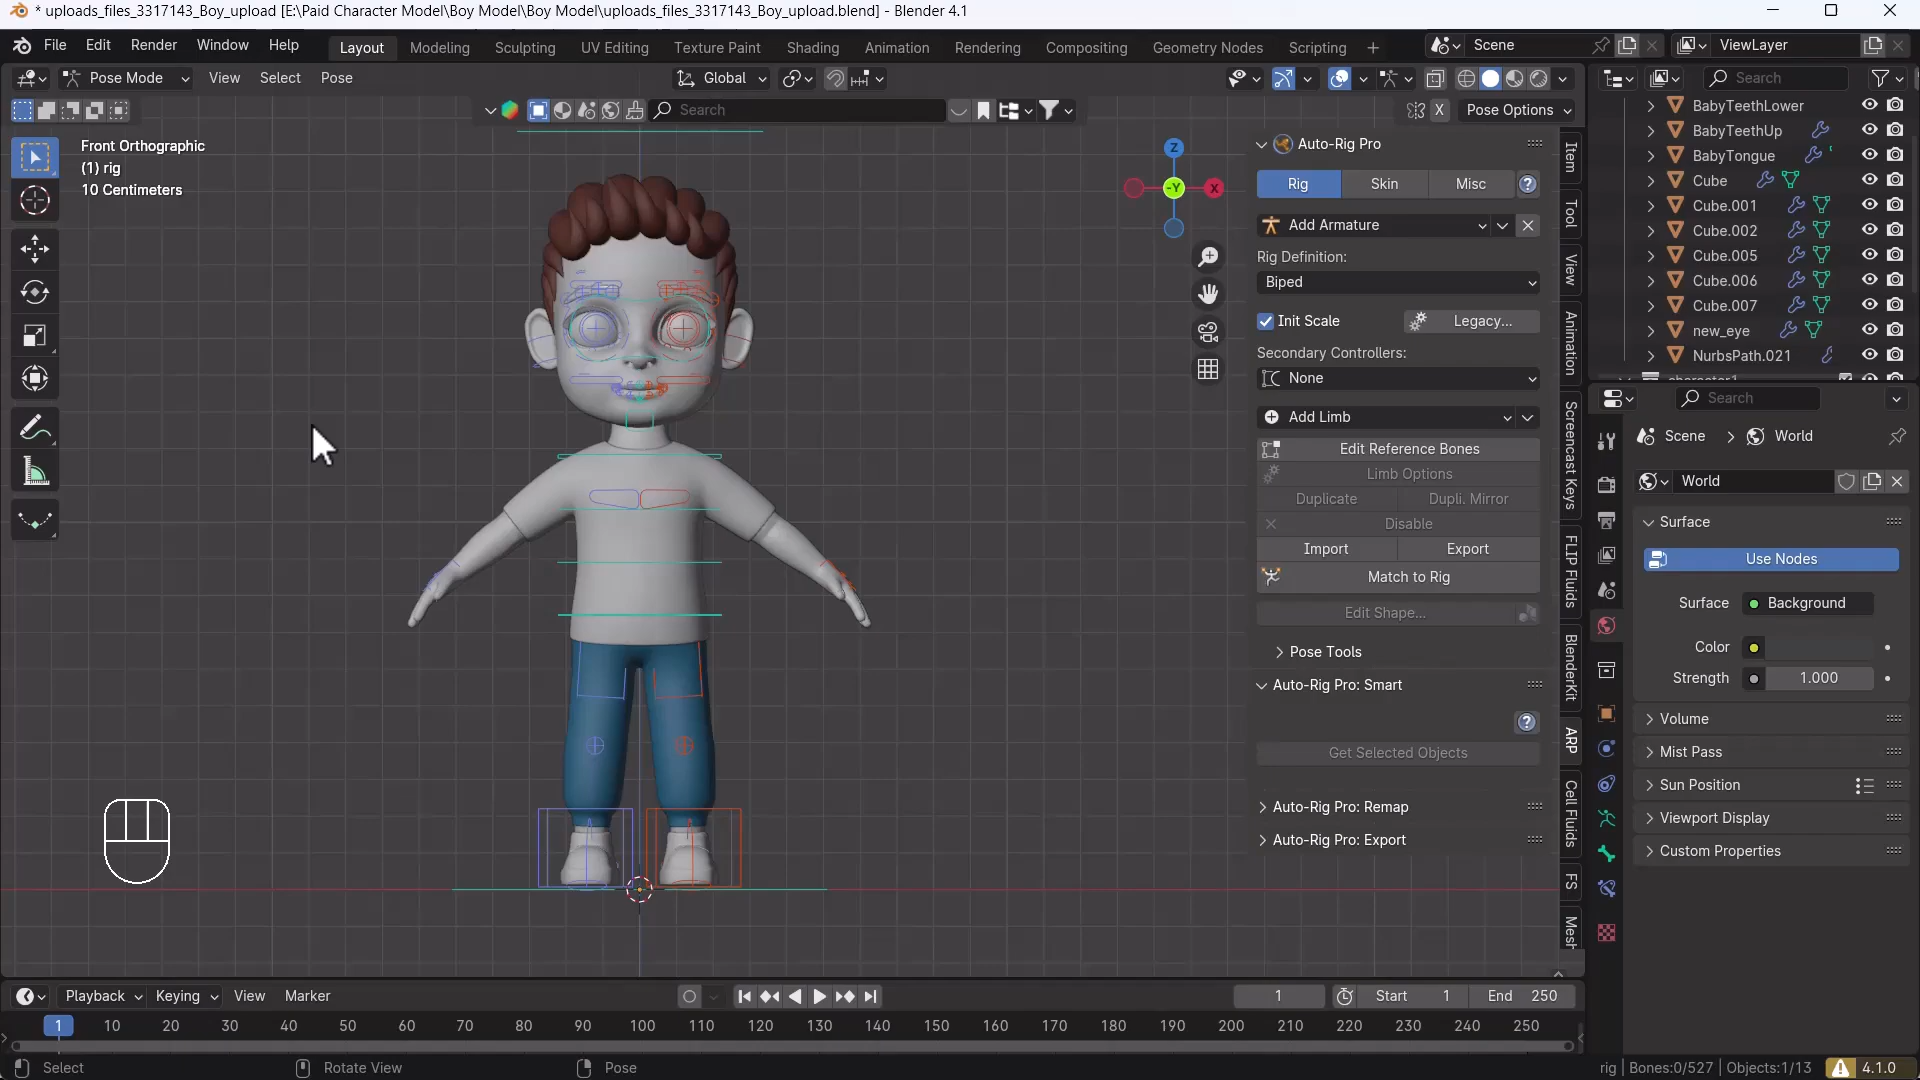 * uploads_files_3317143_Boy_upload [E:\Paid Character Model\Boy Model\Boy Model\uploads_files_3317143_Boy_upload.blend] - Blender 4.1
File Edit Render Window Help Layout Modeling Sculpting UV Editing Texture Paint Shading Animation Rendering Compositing Geometry Nodes Scripting + Scene ViewLayer
Pose Mode View Select Pose Global Search
Search X Pose Options
Front Orthographic
(1) rig
10 Centimeters
Z
-Y X
Auto-Rig Pro
Rig Skin Misc ?
Add Armature
Rig Definition:
Biped
Init Scale Legacy...
Secondary Controllers:
None
Add Limb
Edit Reference Bones
Limb Options
Duplicate Dupli. Mirror
Disable
Import Export
Match to Rig
Edit Shape...
Pose Tools
Auto-Rig Pro: Smart
?
Get Selected Objects
Auto-Rig Pro: Remap
Auto-Rig Pro: Export
Item
Tool
View
Animation
Screencast Keys
FLIP Fluids
BlenderKit
ARP
Cell Fluids
FS
Mesh
BabyTeethLower
BabyTeethUp
BabyTongue
Cube
Cube.001
Cube.002
Cube.005
Cube.006
Cube.007
new_eye
NurbsPath.021
Search
Scene World
World
Surface
Use Nodes
Surface Background
Color
Strength 1.000
Volume
Mist Pass
Sun Position
Viewport Display
Custom Properties
Playback Keying View Marker 1 Start 1 End 250
1 10 20 30 40 50 60 70 80 90 100 110 120 130 140 150 160 170 180 190 200 210 220 230 240 250
Select Rotate View Pose rig | Bones:0/527 | Objects:1/13 4.1.0